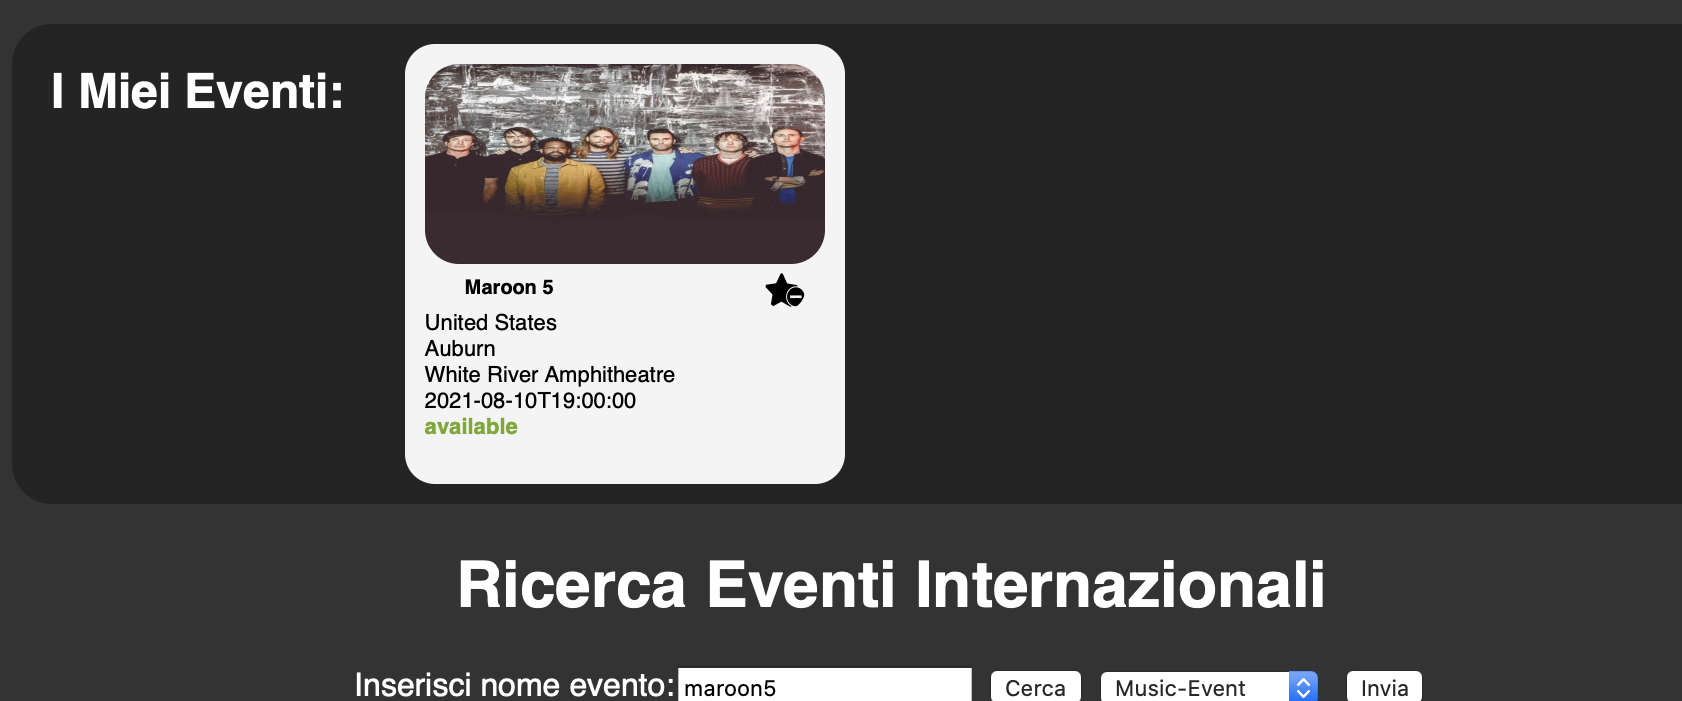 I Miei Eventi:
Maroon 5
United States
Auburn
White River Amphitheatre
2021-08-10T19:00:00
available
Ricerca Eventi Internazionali
Inserisci nome evento: maroon5 Cerca Music-Event Invia